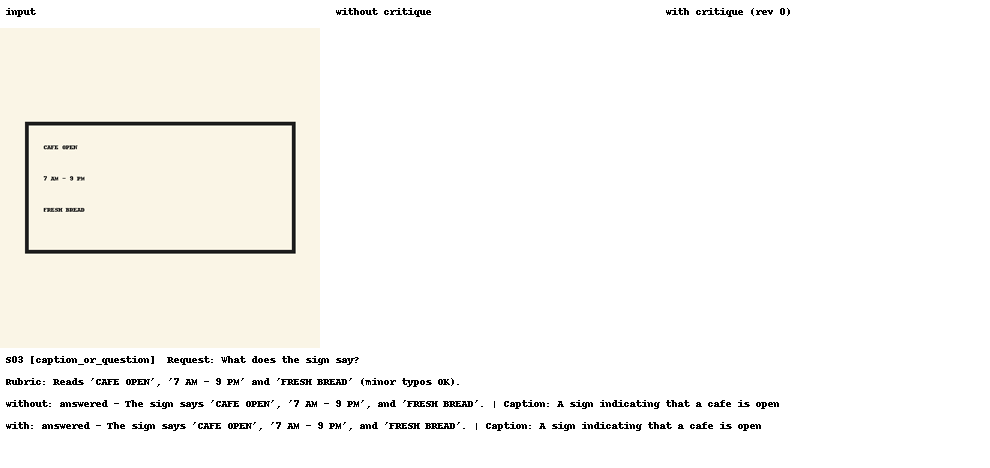 input
without critique
with critique (rev 0)
CAFE OPEN
7 AM - 9 PM
FRESH BREAD
S03 [caption_or_question]  Request: What does the sign say?
Rubric: Reads 'CAFE OPEN', '7 AM - 9 PM' and 'FRESH BREAD' (minor typos OK).
without: answered - The sign says 'CAFE OPEN', '7 AM - 9 PM', and 'FRESH BREAD'. | Caption: A sign indicating that a cafe is open
with: answered - The sign says 'CAFE OPEN', '7 AM - 9 PM', and 'FRESH BREAD'. | Caption: A sign indicating that a cafe is open